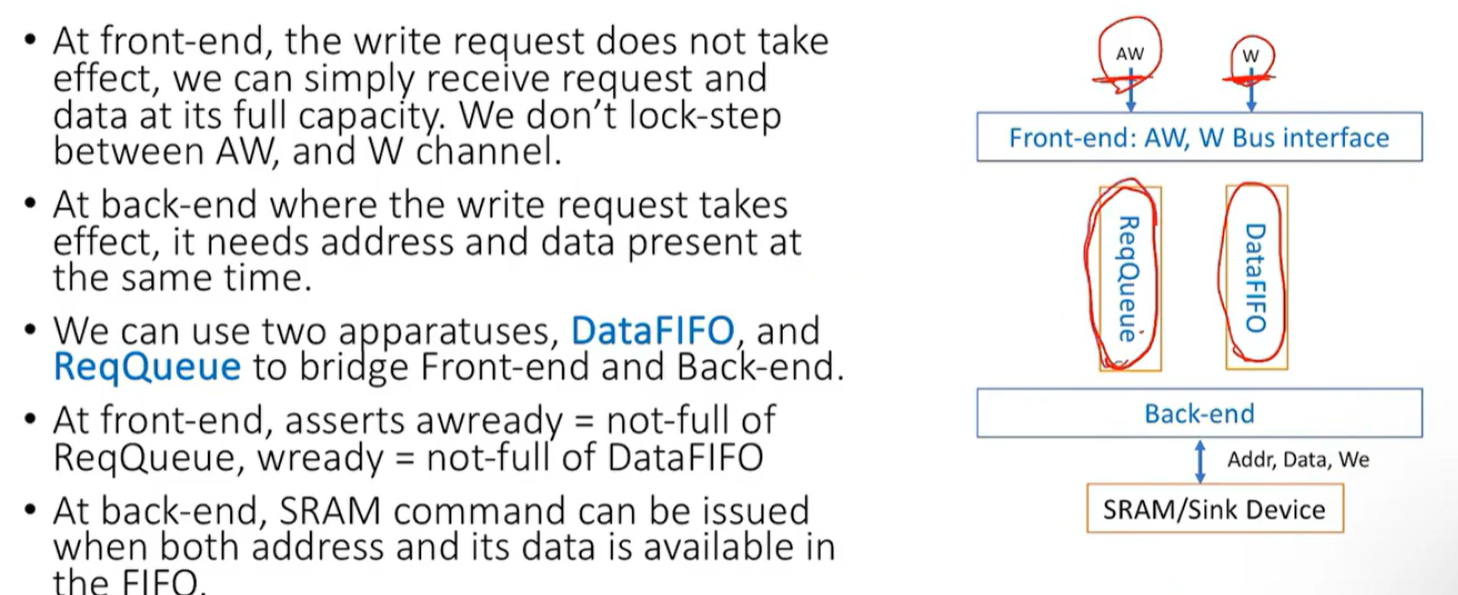 • At front-end, the write request does not take
effect, we can simply receive request and
data at its full capacity. We don’t lock-step
between AW, and W channel.
• At back-end where the write request takes
effect, it needs address and data present at
the same time.
• We can use two apparatuses, DataFIFO, and
ReqQueue to bridge Front-end and Back-end.
• At front-end, asserts awready = not-full of
ReqQueue, wready = not-full of DataFIFO
• At back-end, SRAM command can be issued
when both address and its data is available in
the FIFO.
AW
W
Front-end: AW, W Bus interface
ReqQueue
DataFIFO
Back-end
Addr, Data, We
SRAM/Sink Device